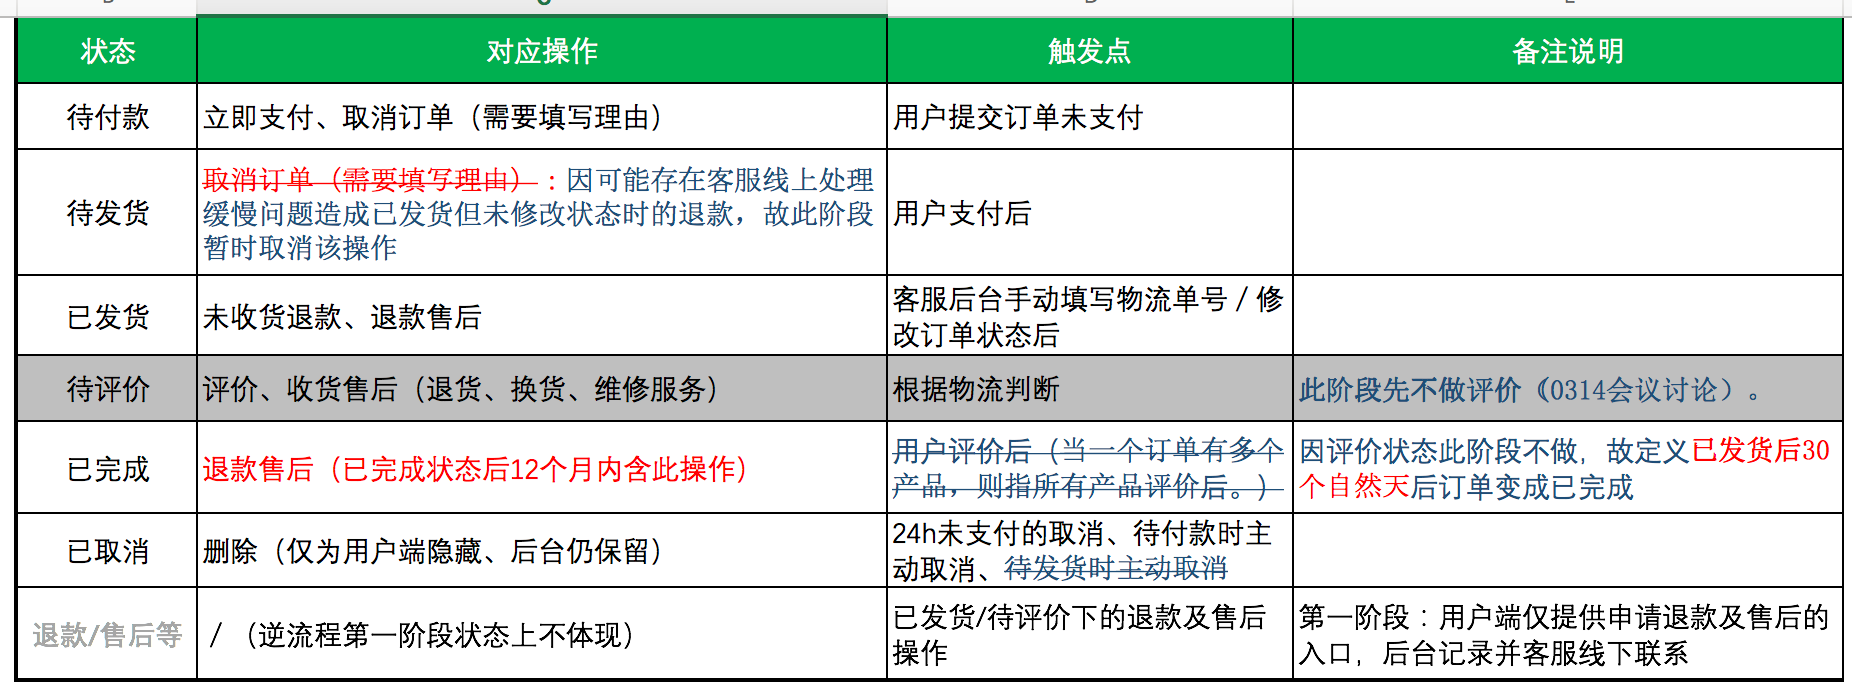 状态
对应操作
触发点
备注说明
待付款
立即支付、取消订单（需要填写理由）
用户提交订单未支付
待发货
取消订单（需要填写理由）：因可能存在客服线上处理
缓慢问题造成已发货但未修改状态时的退款，故此阶段
暂时取消该操作
用户支付后
已发货
未收货退款、退款售后
客服后台手动填写物流单号／修
改订单状态后
待评价
评价、收货售后（退货、换货、维修服务）
根据物流判断
此阶段先不做评价（0314会议讨论）。
已完成
退款售后（已完成状态后12个月内含此操作）
用户评价后（当一个订单有多个
产品，则指所有产品评价后。）
因评价状态此阶段不做，故定义已发货后30
个自然天后订单变成已完成
已取消
删除（仅为用户端隐藏、后台仍保留）
24h未支付的取消、待付款时主
动取消、待发货时主动取消
退款/售后等
／（逆流程第一阶段状态上不体现）
已发货/待评价下的退款及售后
操作
第一阶段：用户端仅提供申请退款及售后的
入口，后台记录并客服线下联系